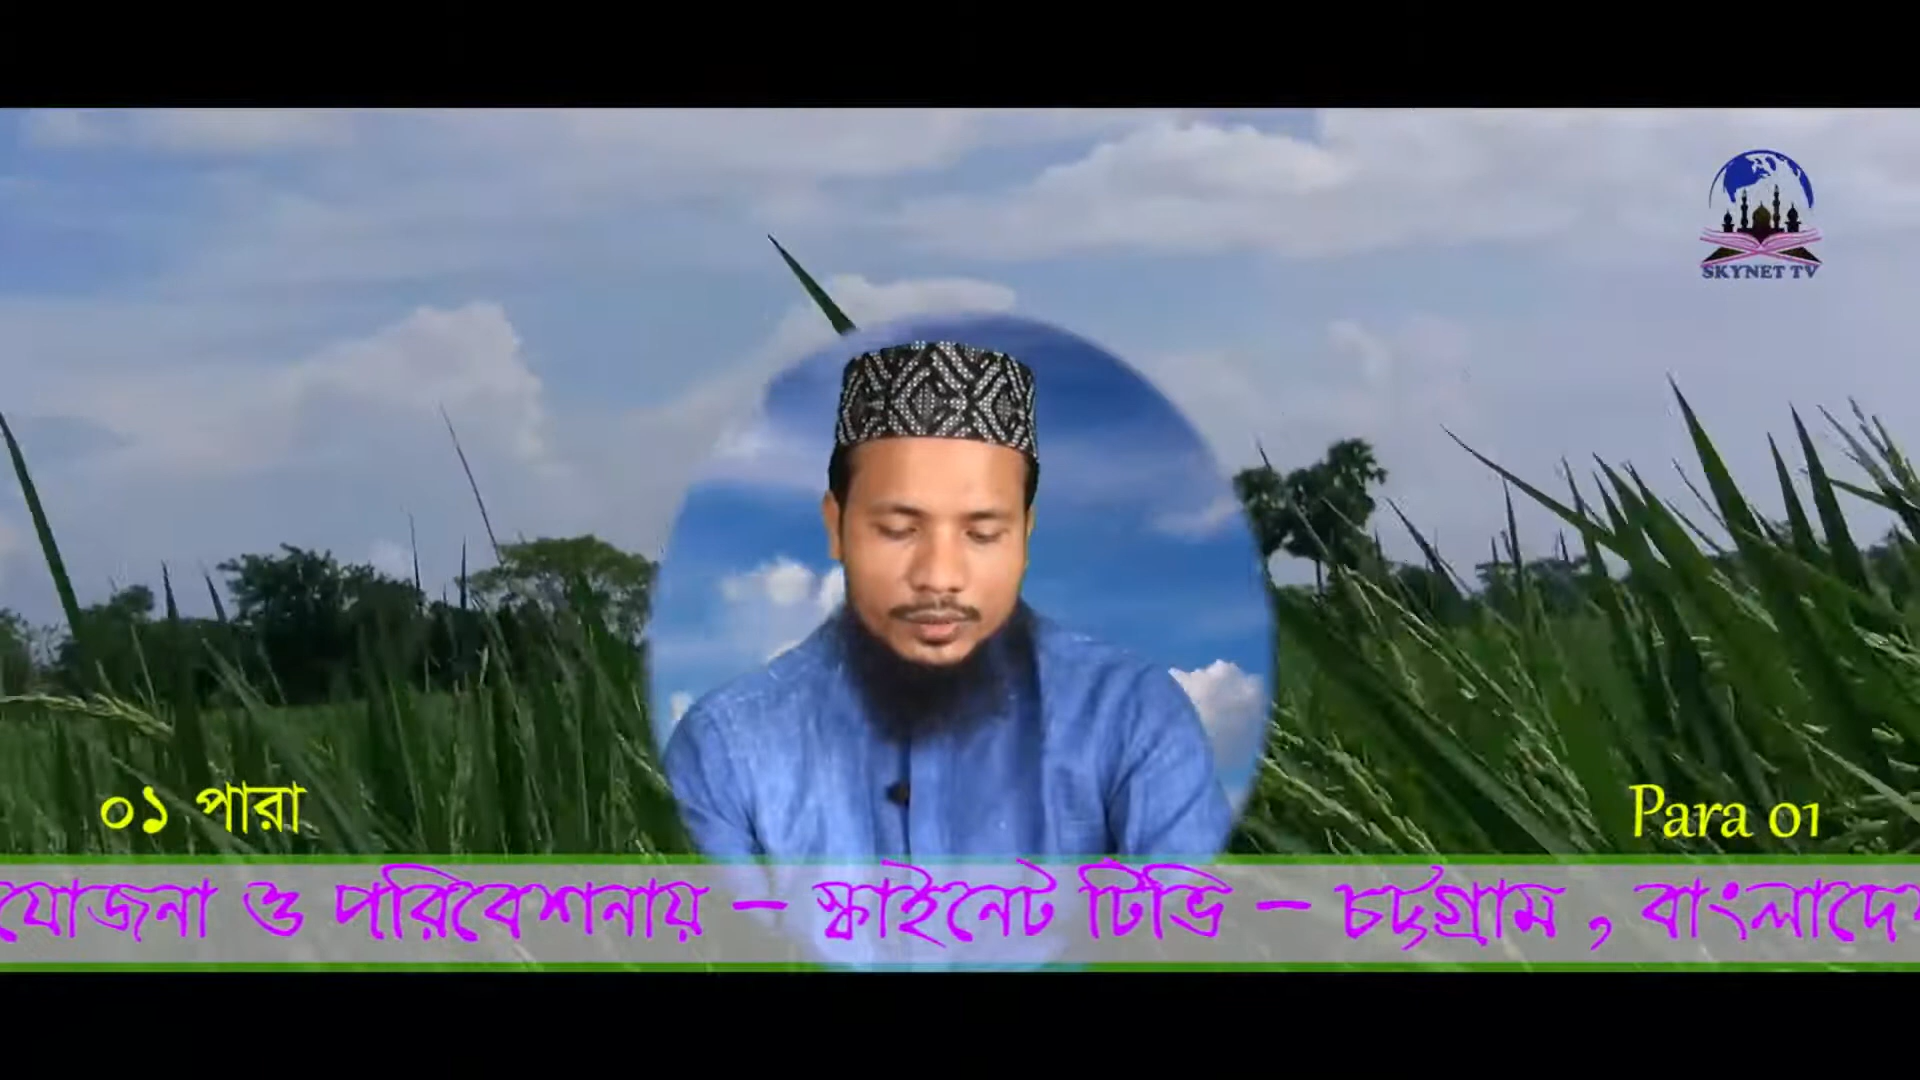 SKYNET TV
০১ পারা
Para 01
যোজনা ও পরিবেশনায় – স্কাইনেট টিভি – চট্টগ্রাম , বাংলাদে